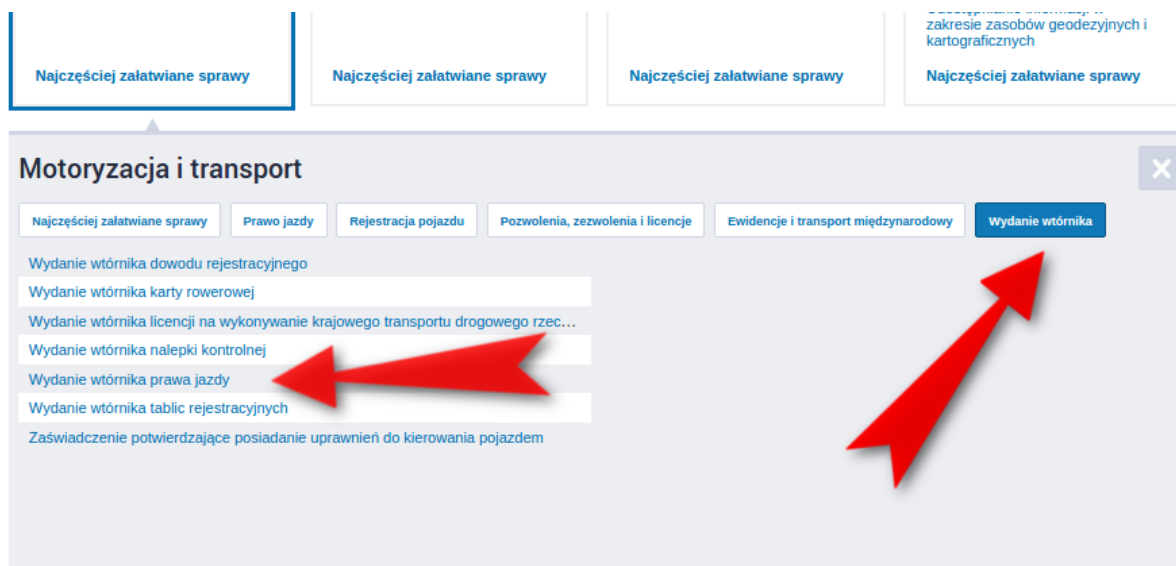 zakresie zasobów geodezyjnych i
kartograficznych
Najczęściej załatwiane sprawy
Najczęściej załatwiane sprawy
Najczęściej załatwiane sprawy
Najczęściej załatwiane sprawy
Motoryzacja i transport
Najczęściej załatwiane sprawy
Prawo jazdy
Rejestracja pojazdu
Pozwolenia, zezwolenia i licencje
Ewidencje i transport międzynarodowy
Wydanie wtórnika
Wydanie wtórnika dowodu rejestracyjnego
Wydanie wtórnika karty rowerowej
Wydanie wtórnika licencji na wykonywanie krajowego transportu drogowego rzec...
Wydanie wtórnika nalepki kontrolnej
Wydanie wtórnika prawa jazdy
Wydanie wtórnika tablic rejestracyjnych
Zaświadczenie potwierdzające posiadanie uprawnień do kierowania pojazdem